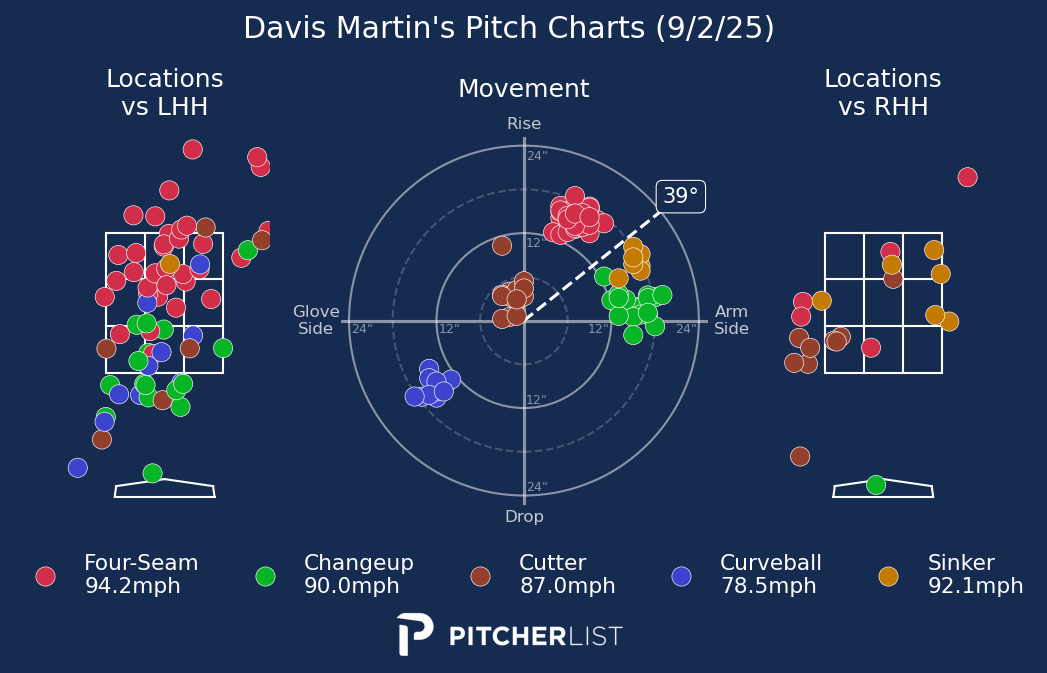 Davis Martin's Pitch Charts (9/2/25)
Locations
vs LHH
Movement
Locations
vs RHH
Rise
24"
39°
12"
Glove
Side
24"
12"
12"
24"
Arm
Side
12"
24"
Drop
Four-Seam
94.2mph
Changeup
90.0mph
Cutter
87.0mph
Curveball
78.5mph
Sinker
92.1mph
PITCHERLIST